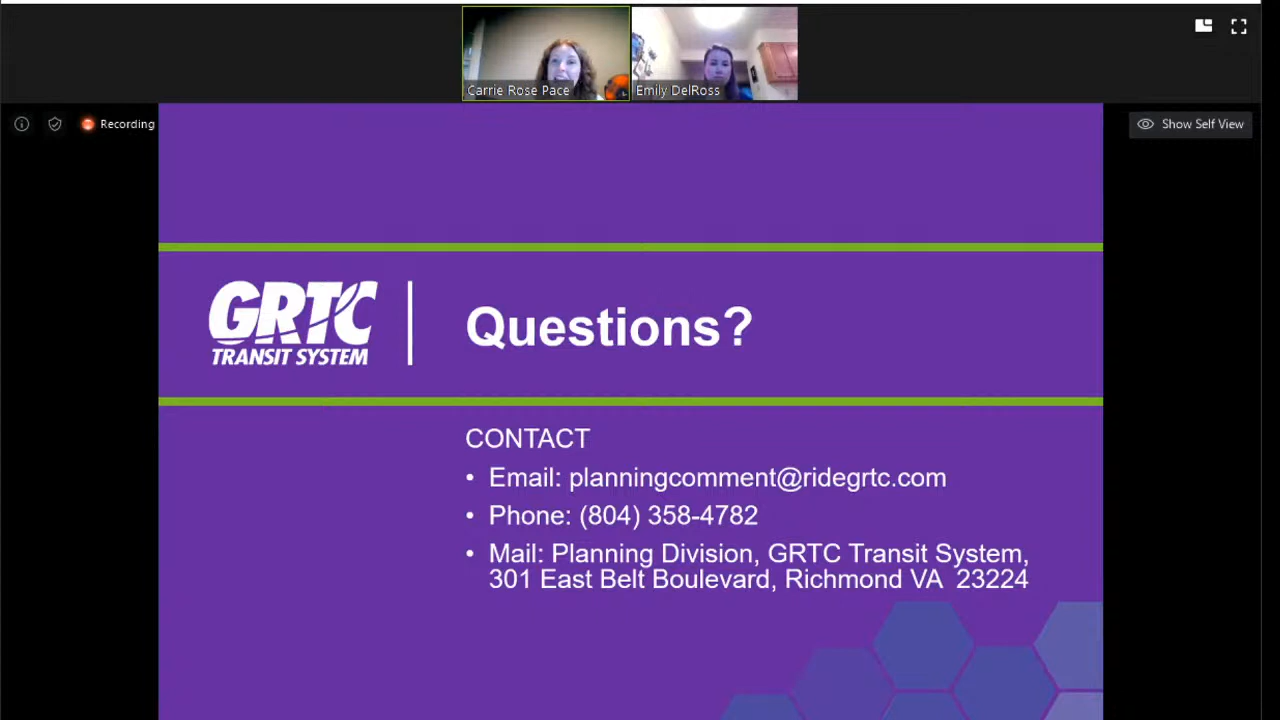 Carrie Rose Pace
Emily DelRoss
Recording
Show Self View
GRTC
TRANSIT SYSTEM
Questions?
CONTACT
• Email: planningcomment@ridegrtc.com
• Phone: (804) 358-4782
• Mail: Planning Division, GRTC Transit System,
301 East Belt Boulevard, Richmond VA  23224